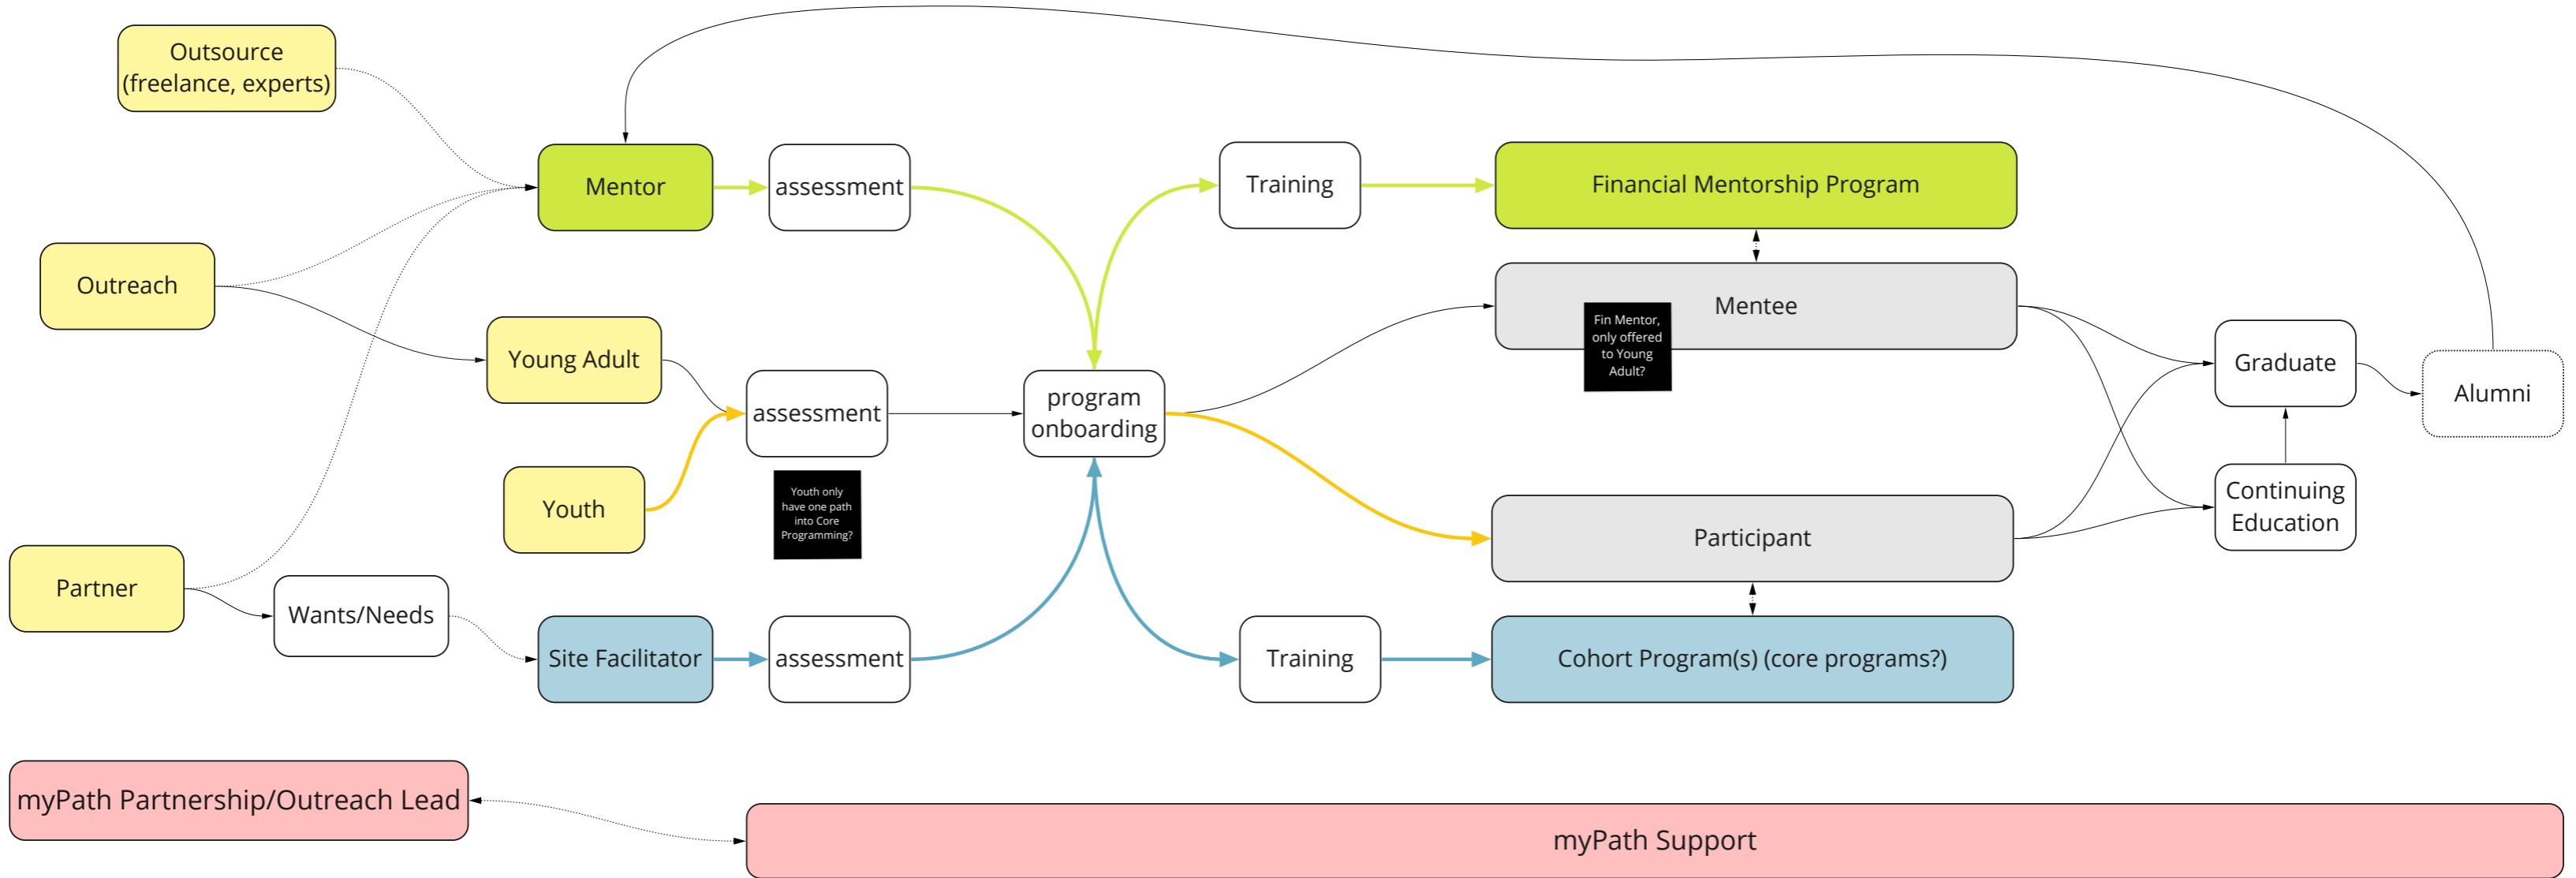 Outsource
(freelance, experts)
Mentor
assessment
Training
Financial Mentorship Program
Outreach
Mentee
Fin Mentor,
only offered
to Young
Adult?
Young Adult
Graduate
Alumni
assessment
program
onboarding
Youth
Youth only
have one path
into Core
Programming?
Continuing
Education
Participant
Partner
Wants/Needs
Site Facilitator
assessment
Training
Cohort Program(s) (core programs?)
myPath Partnership/Outreach Lead
myPath Support